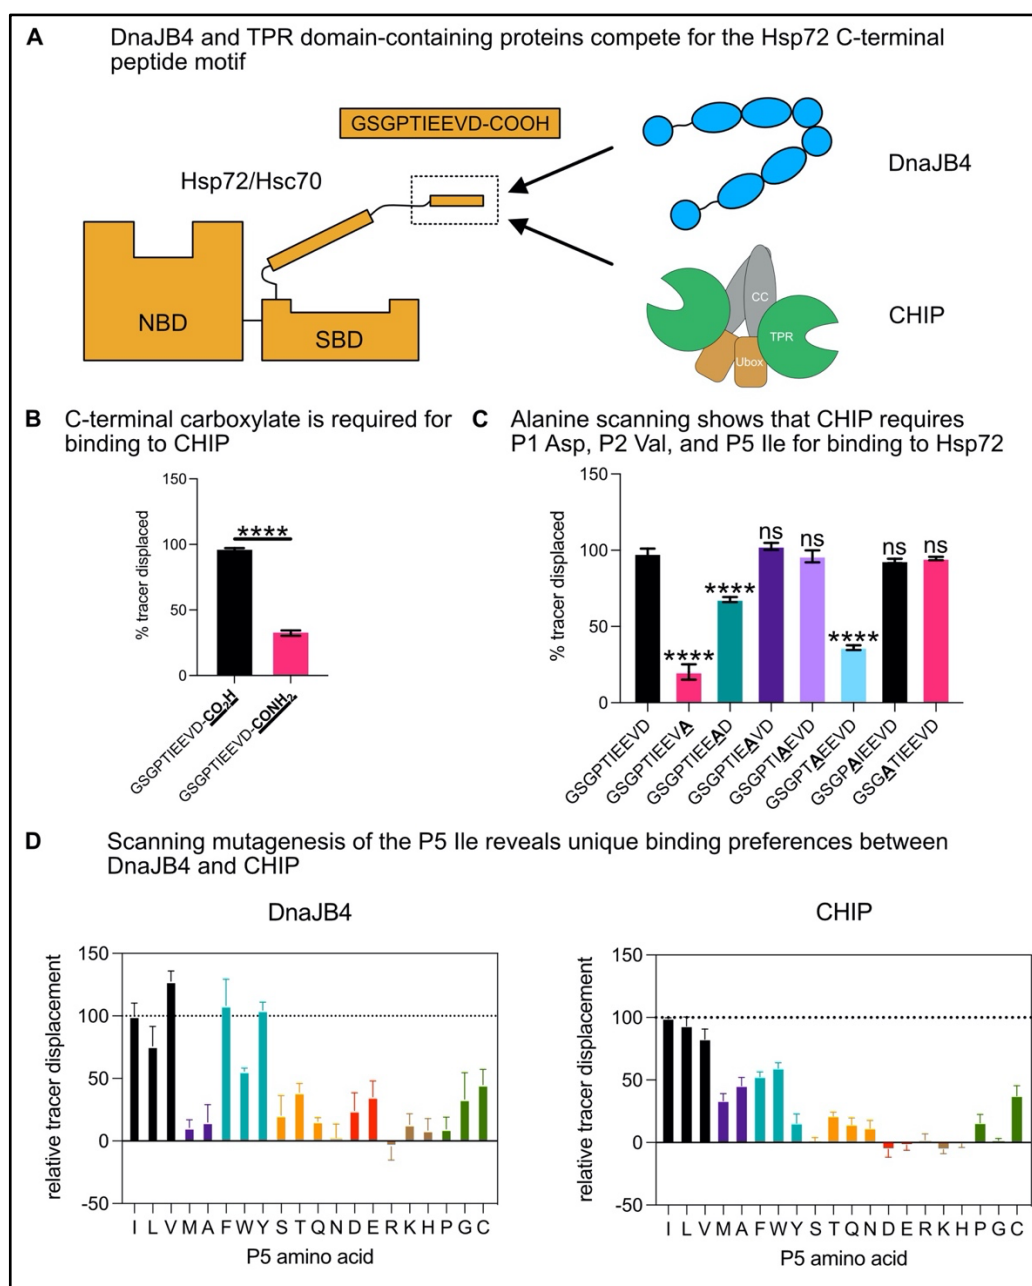 A DnaJB4 and TPR domain-containing proteins compete for the Hsp72 C-terminal
peptide motif
GSGPTIEEVD-COOH
Hsp72/Hsc70
DnaJB4
NBD
SBD
CC
TPR
Ubox
CHIP
B C-terminal carboxylate is required for
binding to CHIP
% tracer displaced
150
100
50
0
****
GSGPTIEEVD-CO₂H
GSGPTIEEVD-CONH₂
C Alanine scanning shows that CHIP requires
P1 Asp, P2 Val, and P5 Ile for binding to Hsp72
% tracer displaced
150
100
50
0
****
****
ns
ns
****
ns
ns
GSGPTIEEVD
GSGPTIEEVA
GSGPTIEEAD
GSGPTIEAVD
GSGPTIAEVD
GSGPTAEEVD
GSGPAIEEVD
GSGATIEEVD
D Scanning mutagenesis of the P5 Ile reveals unique binding preferences between
DnaJB4 and CHIP
DnaJB4
relative tracer displacement
150
100
50
0
-50
I L V M A F W Y S T Q N D E R K H P G C
P5 amino acid
CHIP
relative tracer displacement
150
100
50
0
-50
I L V M A F W Y S T Q N D E R K H P G C
P5 amino acid